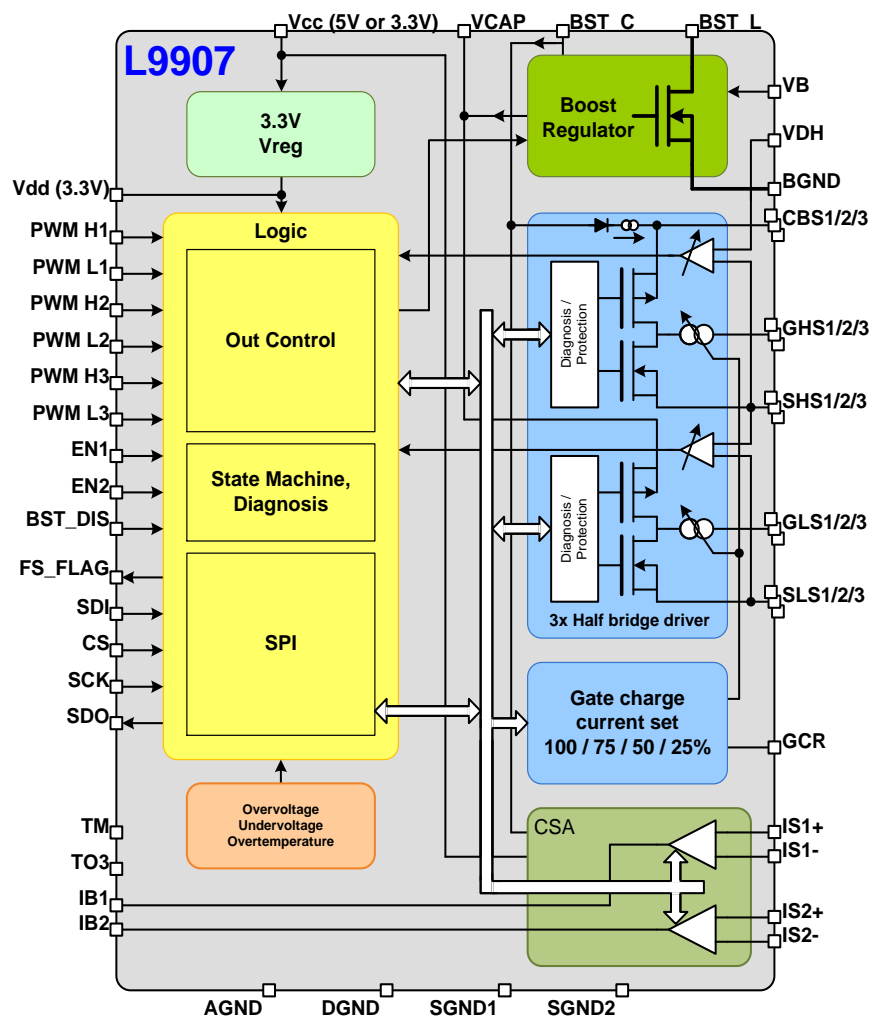 Vcc (5V or 3.3V)
VCAP
BST_C
BST_L
L9907
3.3V
Vreg
Boost
Regulator
VB
VDH
BGND
CBS1/2/3
GHS1/2/3
SHS1/2/3
GLS1/2/3
SLS1/2/3
GCR
IS1+
IS1-
IS2+
IS2-
Vdd (3.3V)
PWM H1
PWM L1
PWM H2
PWM L2
PWM H3
PWM L3
EN1
EN2
BST_DIS
FS_FLAG
SDI
CS
SCK
SDO
TM
TO3
IB1
IB2
Logic
Out Control
State Machine,
Diagnosis
SPI
Overvoltage
Undervoltage
Overtemperature
Diagnosis /
Protection
Diagnosis /
Protection
3x Half bridge driver
Gate charge
current set
100 / 75 / 50 / 25%
CSA
AGND
DGND
SGND1
SGND2